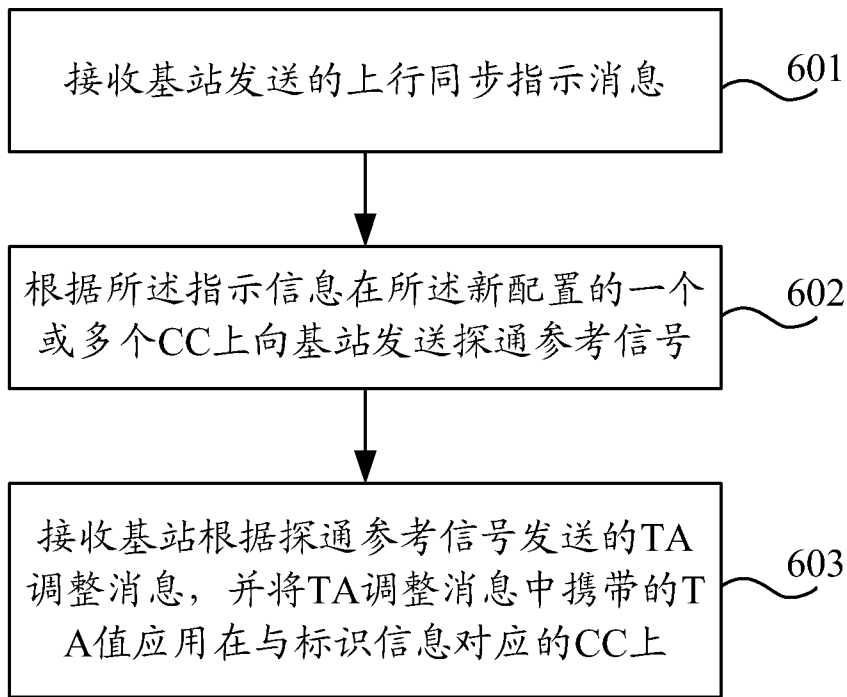 接收基站发送的上行同步指示消息
601
根据所述指示信息在所述新配置的一个
或多个CC上向基站发送探通参考信号
602
接收基站根据探通参考信号发送的TA
调整消息，并将TA调整消息中携带的T
A值应用在与标识信息对应的CC上
603